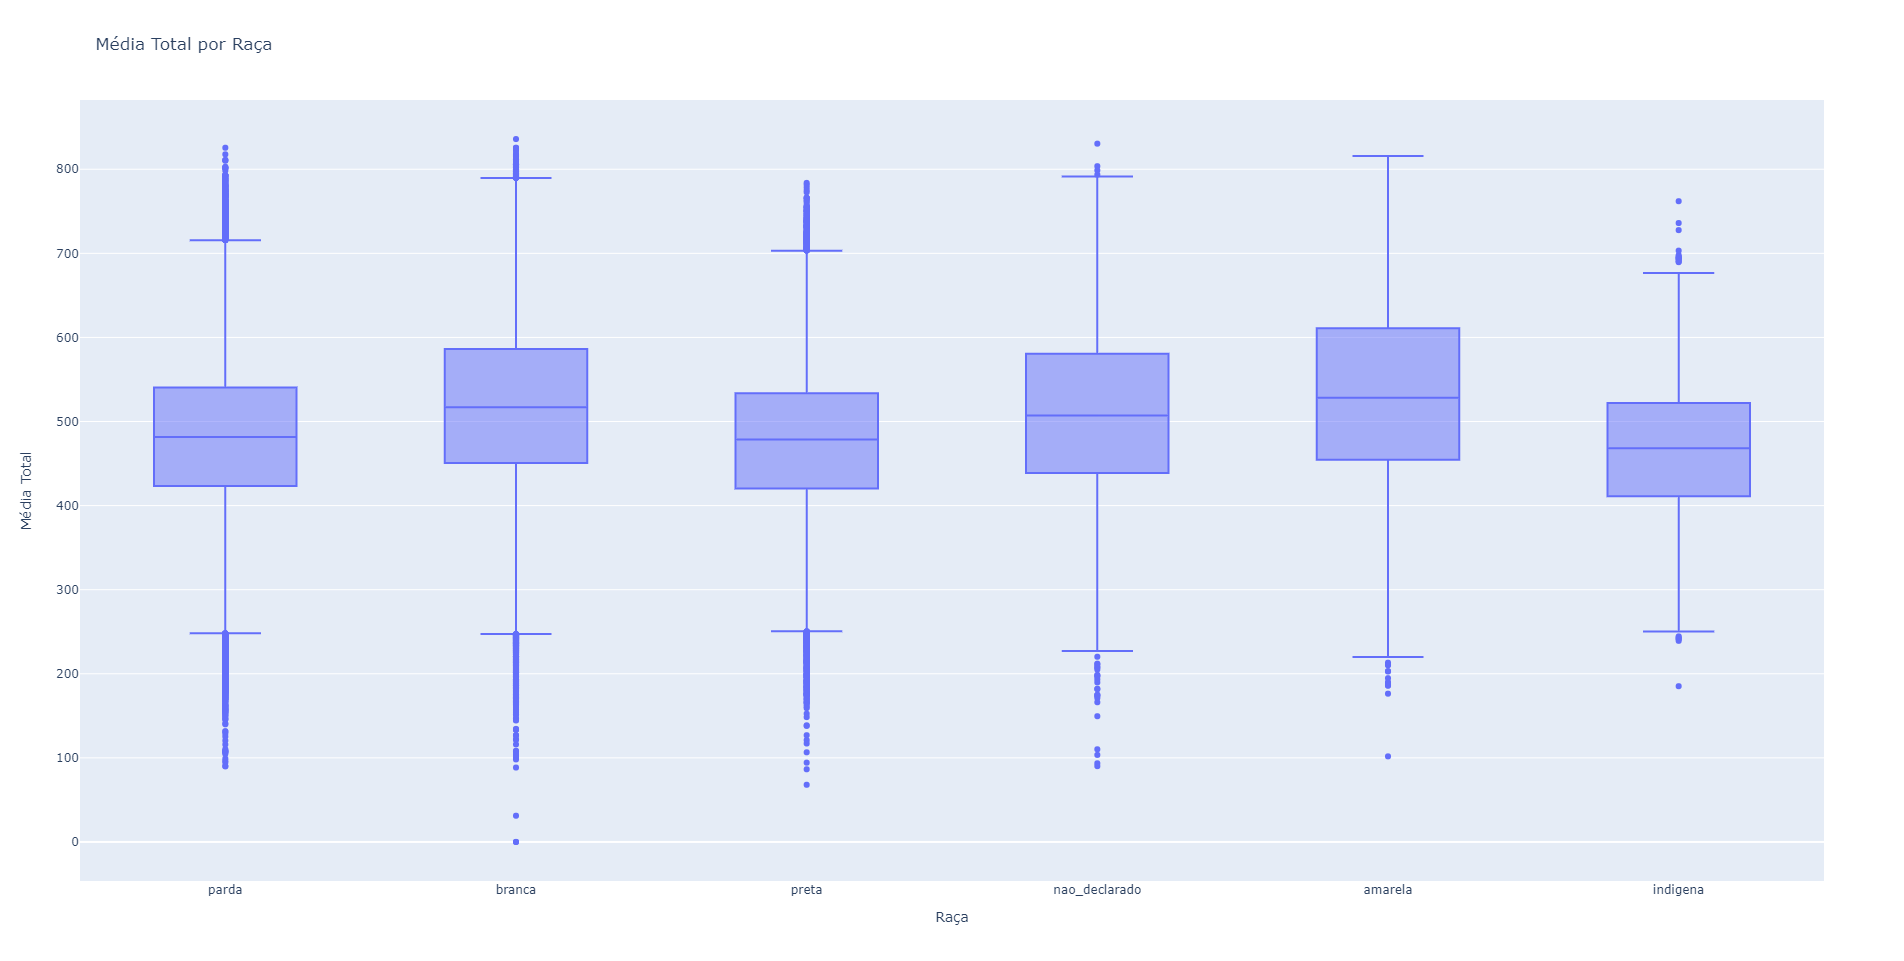 Média Total por Raça
Média Total
800
700
600
500
400
300
200
100
0
parda
branca
preta
nao_declarado
amarela
indigena
Raça